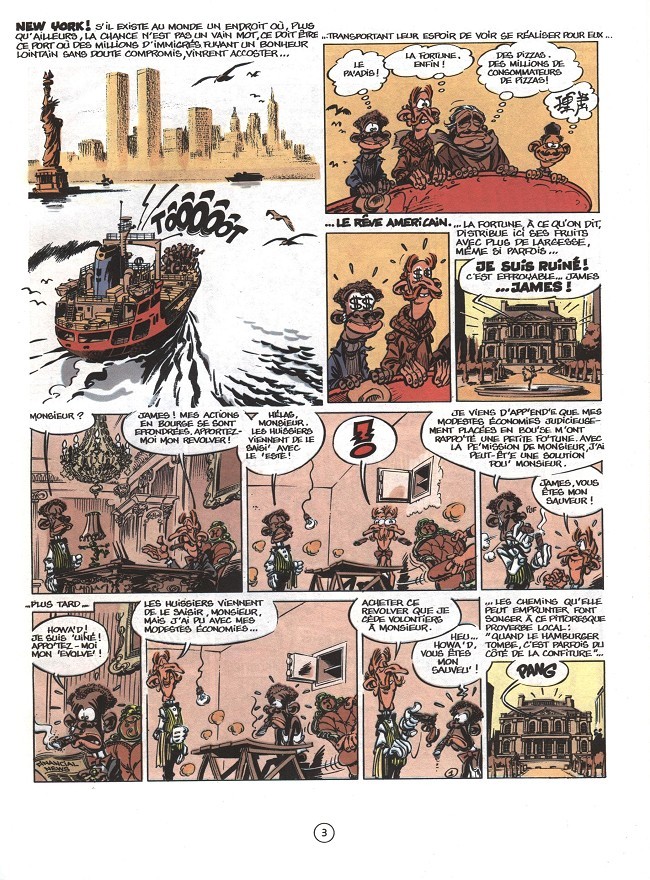 NEW YORK! S'IL EXISTE AU MONDE UN ENDROIT OÙ, PLUS
QU'AILLEURS, LA CHANCE N'EST PAS UN VAIN MOT, CE DOIT ÊTRE
CE PORT OÙ DES MILLIONS D'IMMIGRÉS FUYANT UN BONHEUR
LOINTAIN SANS DOUTE COMPROMIS, VINRENT ACCOSTER...
TÔÔÔÔÔT
...TRANSPORTANT LEUR ESPOIR DE VOIR SE RÉALISER POUR EUX...
LE
PA'ADIS!
LA FORTUNE.
ENFIN!
DES PIZZAS.
DES MILLIONS DE
CONSOMMATEURS
DE PIZZAS!
...LE RÊVE AMERICAIN.
...LA FORTUNE, À CE QU'ON DIT,
DISTRIBUE ICI SES FRUITS
AVEC PLUS DE LARGESSE,
MÊME SI PARFOIS...
JE SUIS RUINÉ!
C'EST EFFROYABLE... JAMES
...JAMES!
MONSIEUR?
JAMES! MES ACTIONS
EN BOURSE SE SONT
EFFONDRÉES. APPORTEZ-
MOI MON REVOLVER!
HÉLAS,
MONSIEUR.
LES HUISSIERS
VIENNENT DE LE
SAISI' AVEC
LE 'ESTE!
!
JE VIENS D'APP'END'E QUE MES
MODESTES ÉCONOMIES JUDICIEUSE-
MENT PLACÉES EN BOU'SE M'ONT
RAPPO'TÉ UNE PETITE FO'TUNE. AVEC
LA PE'MISSION DE MONSIEUR, J'AI
PEUT-ÊT'E UNE SOLUTION
POU' MONSIEUR.
PUF
JAMES, VOUS
ÊTES MON
SAUVEUR!
...PLUS TARD...
HOWA'D!
JE SUIS 'UINÉ!
APPO'TEZ-MOI
MON 'EVOLVE'!
FINANCIAL
NEWS
LES HUISSIERS VIENNENT
DE LE SAISIR, MONSIEUR,
MAIS J'AI PU AVEC MES
MODESTES ÉCONOMIES...
ACHETER CE
REVOLVER QUE JE
CÈDE VOLONTIERS
À MONSIEUR.
HEU...
HOWA'D,
VOUS ÊTES
MON
SAUVEU'!
1
...LES CHEMINS QU'ELLE
PEUT EMPRUNTER FONT
SONGER À CE PITTORESQUE
PROVERBE LOCAL:
"QUAND LE HAMBURGER
TOMBE, C'EST PARFOIS DU
CÔTÉ DE LA CONFITURE"...
PANG
3